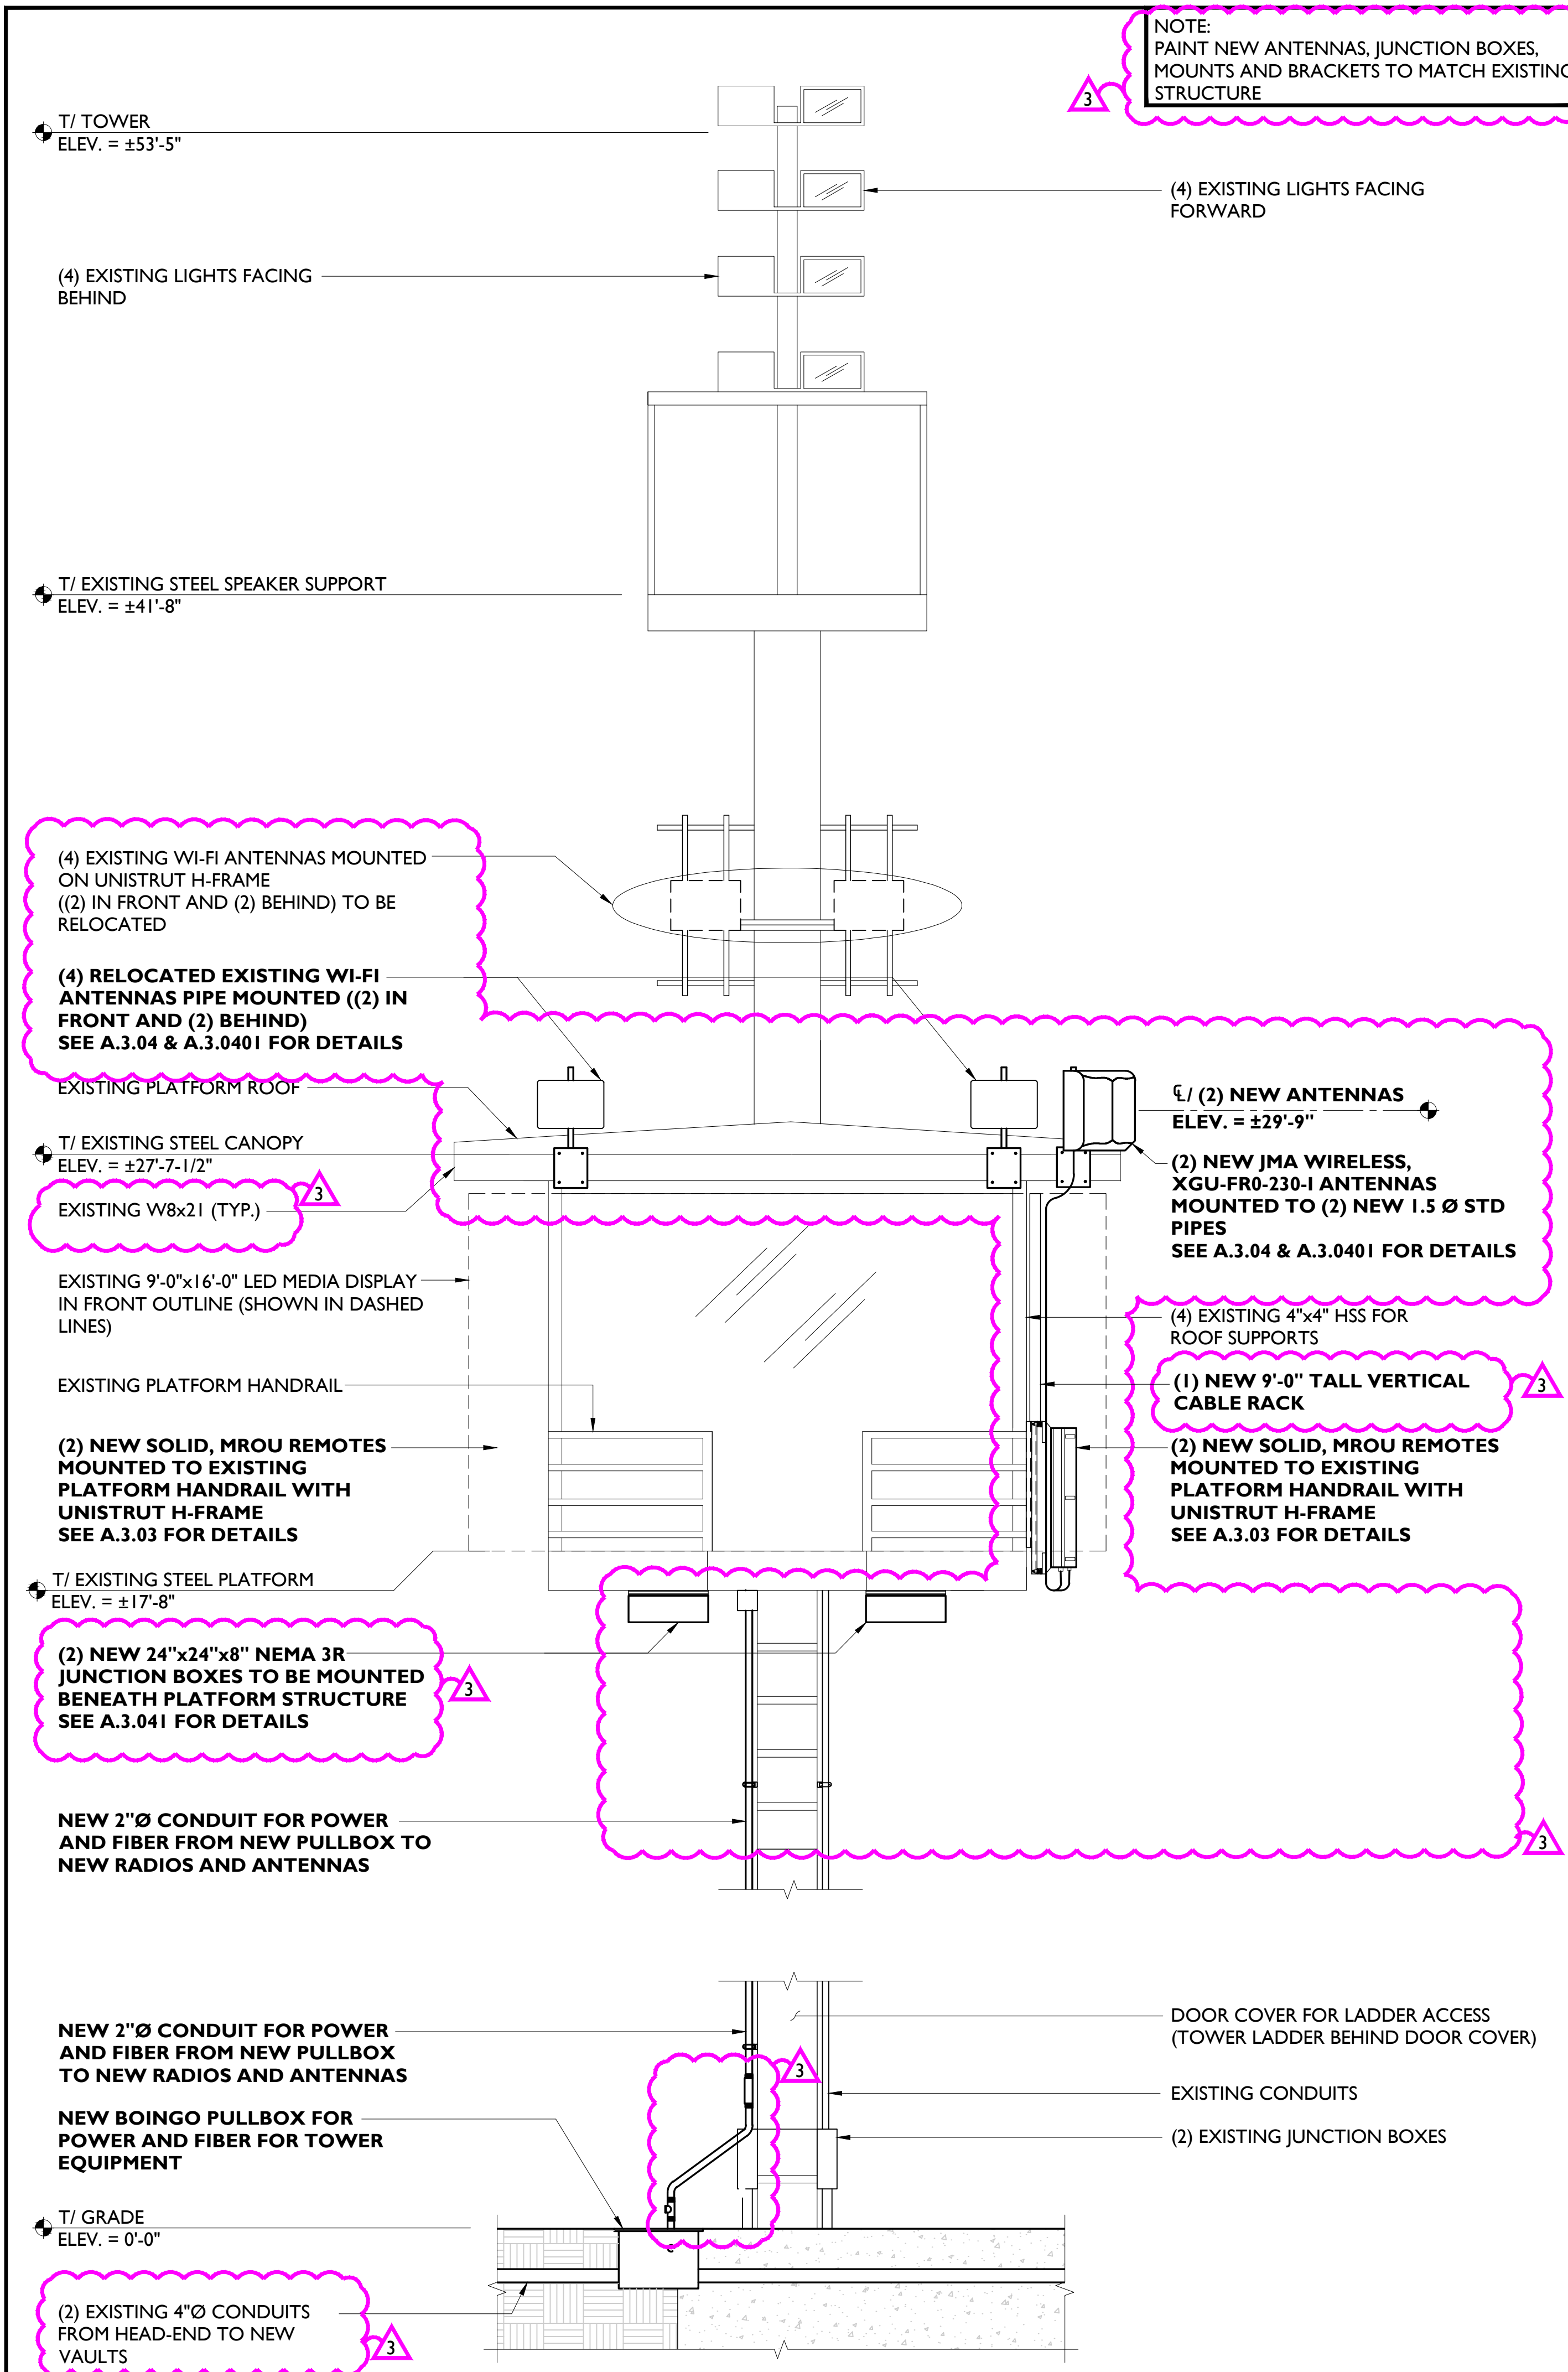 NOTE:
PAINT NEW ANTENNAS, JUNCTION BOXES,
MOUNTS AND BRACKETS TO MATCH EXISTING
STRUCTURE
3
T/ TOWER
ELEV. = ±53'-5"
(4) EXISTING LIGHTS FACING
FORWARD
(4) EXISTING LIGHTS FACING
BEHIND
T/ EXISTING STEEL SPEAKER SUPPORT
ELEV. = ±41'-8"
(4) EXISTING WI-FI ANTENNAS MOUNTED
ON UNISTRUT H-FRAME
((2) IN FRONT AND (2) BEHIND) TO BE
RELOCATED
(4) RELOCATED EXISTING WI-FI
ANTENNAS PIPE MOUNTED ((2) IN
FRONT AND (2) BEHIND)
SEE A.3.04 & A.3.0401 FOR DETAILS
EXISTING PLATFORM ROOF
T/ EXISTING STEEL CANOPY
ELEV. = ±27'-7-1/2"
3
EXISTING W8x21 (TYP.)
EXISTING 9'-0"x16'-0" LED MEDIA DISPLAY
IN FRONT OUTLINE (SHOWN IN DASHED
LINES)
EXISTING PLATFORM HANDRAIL
(2) NEW SOLID, MROU REMOTES
MOUNTED TO EXISTING
PLATFORM HANDRAIL WITH
UNISTRUT H-FRAME
SEE A.3.03 FOR DETAILS
T/ EXISTING STEEL PLATFORM
ELEV. = ±17'-8"
(2) NEW 24"x24"x8" NEMA 3R
JUNCTION BOXES TO BE MOUNTED
BENEATH PLATFORM STRUCTURE
SEE A.3.041 FOR DETAILS
3
NEW 2"Ø CONDUIT FOR POWER
AND FIBER FROM NEW PULLBOX TO
NEW RADIOS AND ANTENNAS
℄/ (2) NEW ANTENNAS
ELEV. = ±29'-9"
(2) NEW JMA WIRELESS,
XGU-FR0-230-I ANTENNAS
MOUNTED TO (2) NEW 1.5 Ø STD
PIPES
SEE A.3.04 & A.3.0401 FOR DETAILS
(4) EXISTING 4"x4" HSS FOR
ROOF SUPPORTS
(1) NEW 9'-0" TALL VERTICAL
CABLE RACK
3
(2) NEW SOLID, MROU REMOTES
MOUNTED TO EXISTING
PLATFORM HANDRAIL WITH
UNISTRUT H-FRAME
SEE A.3.03 FOR DETAILS
3
NEW 2"Ø CONDUIT FOR POWER
AND FIBER FROM NEW PULLBOX
TO NEW RADIOS AND ANTENNAS
NEW BOINGO PULLBOX FOR
POWER AND FIBER FOR TOWER
EQUIPMENT
3
DOOR COVER FOR LADDER ACCESS
(TOWER LADDER BEHIND DOOR COVER)
EXISTING CONDUITS
(2) EXISTING JUNCTION BOXES
T/ GRADE
ELEV. = 0'-0"
(2) EXISTING 4"Ø CONDUITS
FROM HEAD-END TO NEW
VAULTS
3